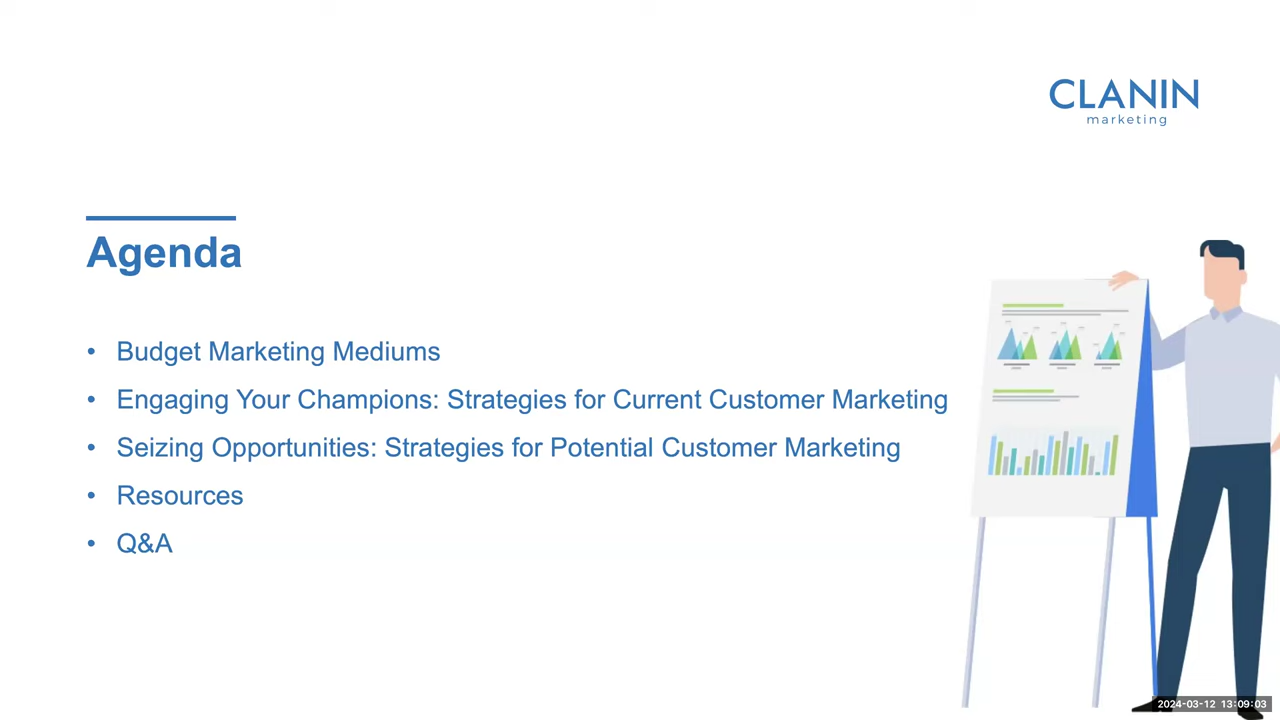 CLANIN
marketing
Agenda
• Budget Marketing Mediums
• Engaging Your Champions: Strategies for Current Customer Marketing
• Seizing Opportunities: Strategies for Potential Customer Marketing
• Resources
• Q&A
2024-03-12 13:09:03